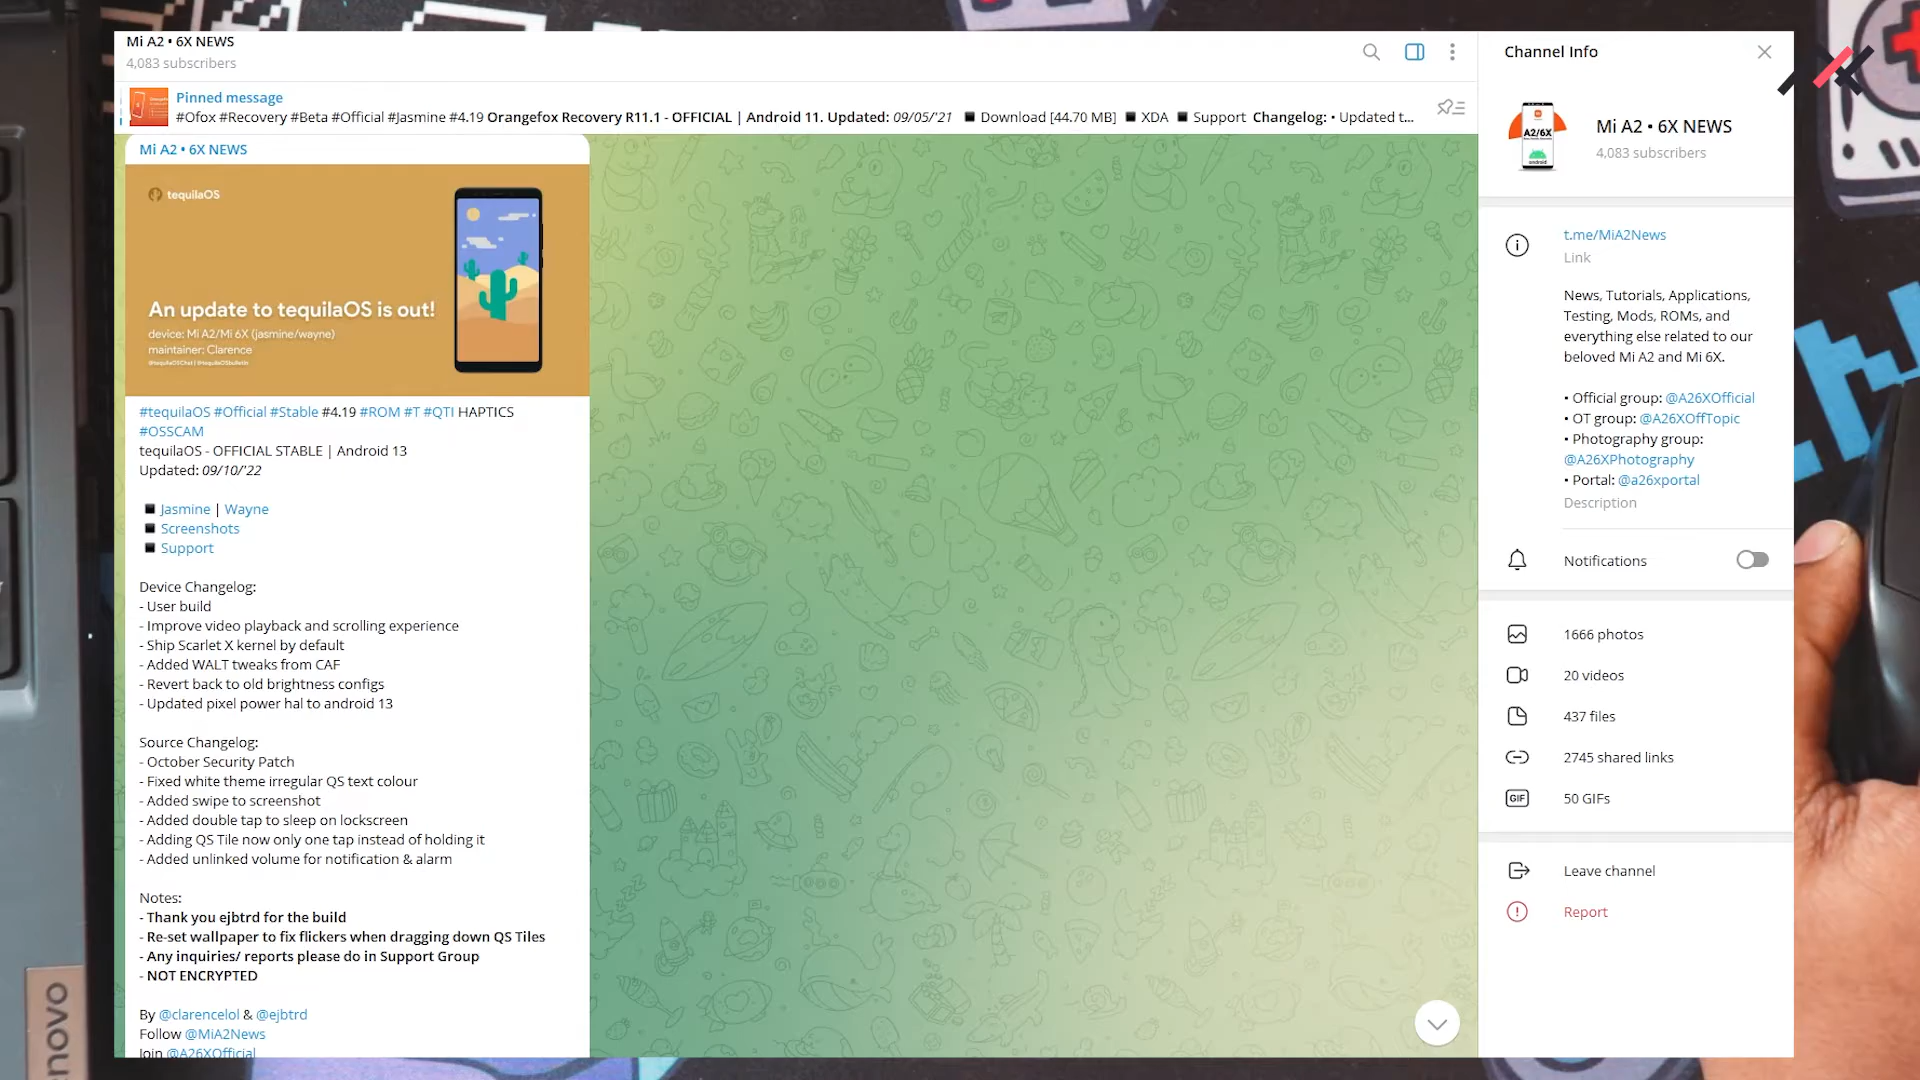 Mi A2 • 6X NEWS
4,083 subscribers
Pinned message
#Ofox #Recovery #Beta #Official #Jasmine #4.19 Orangefox Recovery R11.1 - OFFICIAL | Android 11. Updated: 09/05/'21 ◾ Download [44.70 MB] ◾ XDA ◾ Support Changelog: • Updated t...
Mi A2 • 6X NEWS
tequilaOS
An update to tequilaOS is out!
device: Mi A2/Mi 6X (jasmine/wayne)
maintainer: Clarence
@tequilaOSChat | @tequilaOSbulletin
#tequilaOS #Official #Stable #4.19 #ROM #T #QTI HAPTICS
#OSSCAM
tequilaOS - OFFICIAL STABLE | Android 13
Updated: 09/10/'22
◾ Jasmine | Wayne
◾ Screenshots
◾ Support
Device Changelog:
- User build
- Improve video playback and scrolling experience
- Ship Scarlet X kernel by default
- Added WALT tweaks from CAF
- Revert back to old brightness configs
- Updated pixel power hal to android 13
Source Changelog:
- October Security Patch
- Fixed white theme irregular QS text colour
- Added swipe to screenshot
- Added double tap to sleep on lockscreen
- Adding QS Tile now only one tap instead of holding it
- Added unlinked volume for notification & alarm
Notes:
- Thank you ejbtrd for the build
- Re-set wallpaper to fix flickers when dragging down QS Tiles
- Any inquiries/ reports please do in Support Group
- NOT ENCRYPTED
By @clarencelol & @ejbtrd
Follow @MiA2News
Join @A26XOfficial
Channel Info
A2/6X
android
Mi A2 • 6X NEWS
4,083 subscribers
t.me/MiA2News
Link
News, Tutorials, Applications,
Testing, Mods, ROMs, and
everything else related to our
beloved Mi A2 and Mi 6X.
• Official group: @A26XOfficial
• OT group: @A26XOffTopic
• Photography group:
@A26XPhotography
• Portal: @a26xportal
Description
Notifications
1666 photos
20 videos
437 files
2745 shared links
GIF
50 GIFs
Leave channel
Report